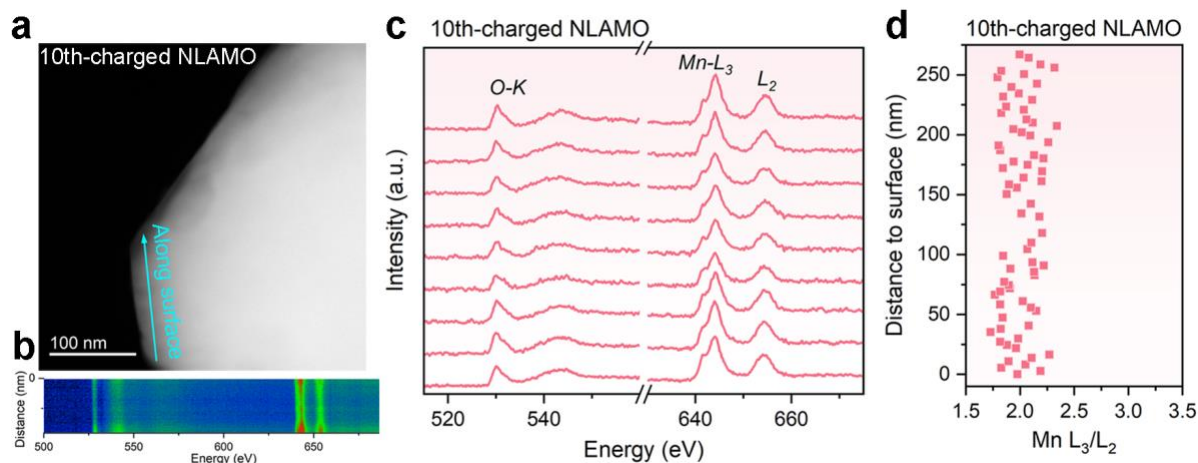 a
10th-charged NLAMO
Along surface
100 nm
b
Distance (nm)
0
500 550 600 650
Energy (eV)
c
10th-charged NLAMO
O-K
Mn-L₃
L₂
Intensity (a.u.)
520 540 640 660
Energy (eV)
d
10th-charged NLAMO
Distance to surface (nm)
250
200
150
100
50
0
1.5 2.0 2.5 3.0 3.5
Mn L₃/L₂